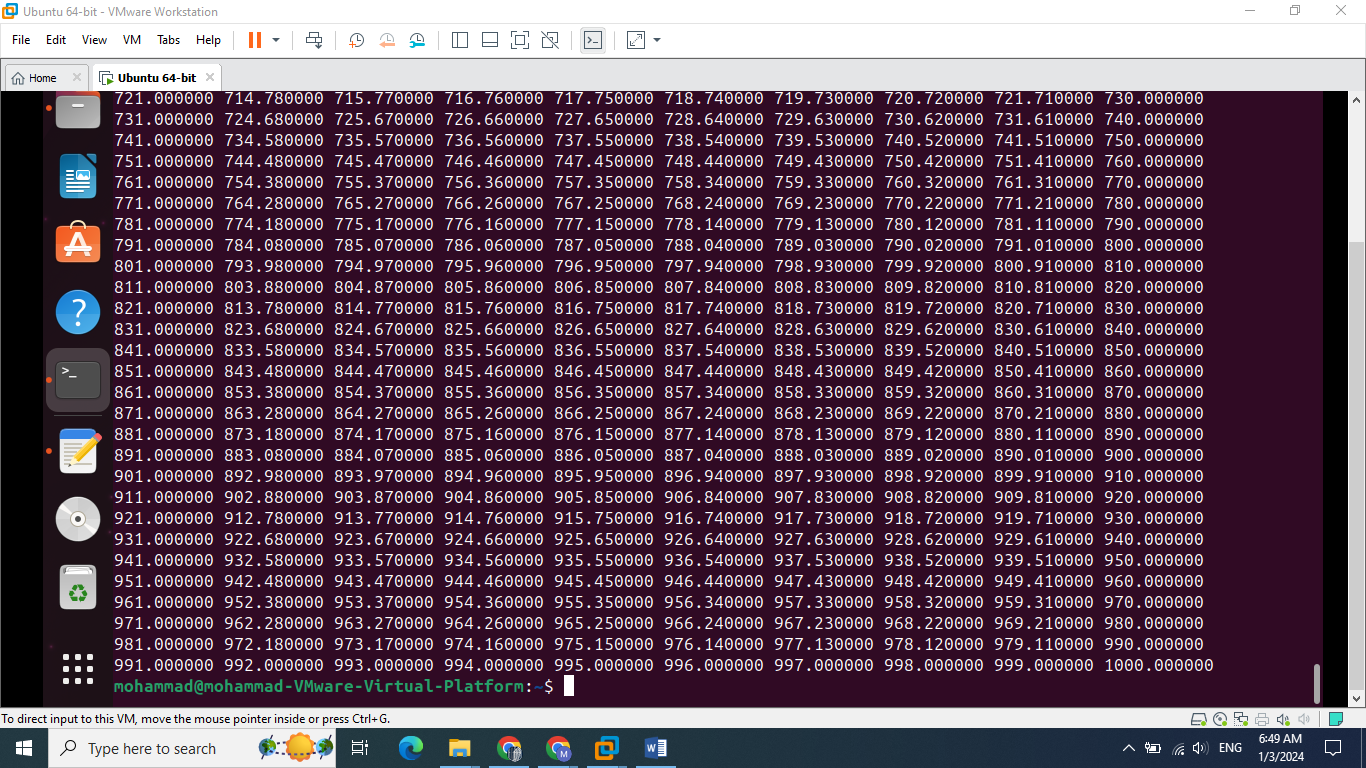 Ubuntu 64-bit - VMware Workstation
File Edit View VM Tabs Help
Home Ubuntu 64-bit
721.000000 714.780000 715.770000 716.760000 717.750000 718.740000 719.730000 720.720000 721.710000 730.000000
731.000000 724.680000 725.670000 726.660000 727.650000 728.640000 729.630000 730.620000 731.610000 740.000000
741.000000 734.580000 735.570000 736.560000 737.550000 738.540000 739.530000 740.520000 741.510000 750.000000
751.000000 744.480000 745.470000 746.460000 747.450000 748.440000 749.430000 750.420000 751.410000 760.000000
761.000000 754.380000 755.370000 756.360000 757.350000 758.340000 759.330000 760.320000 761.310000 770.000000
771.000000 764.280000 765.270000 766.260000 767.250000 768.240000 769.230000 770.220000 771.210000 780.000000
781.000000 774.180000 775.170000 776.160000 777.150000 778.140000 779.130000 780.120000 781.110000 790.000000
791.000000 784.080000 785.070000 786.060000 787.050000 788.040000 789.030000 790.020000 791.010000 800.000000
801.000000 793.980000 794.970000 795.960000 796.950000 797.940000 798.930000 799.920000 800.910000 810.000000
811.000000 803.880000 804.870000 805.860000 806.850000 807.840000 808.830000 809.820000 810.810000 820.000000
821.000000 813.780000 814.770000 815.760000 816.750000 817.740000 818.730000 819.720000 820.710000 830.000000
831.000000 823.680000 824.670000 825.660000 826.650000 827.640000 828.630000 829.620000 830.610000 840.000000
841.000000 833.580000 834.570000 835.560000 836.550000 837.540000 838.530000 839.520000 840.510000 850.000000
851.000000 843.480000 844.470000 845.460000 846.450000 847.440000 848.430000 849.420000 850.410000 860.000000
861.000000 853.380000 854.370000 855.360000 856.350000 857.340000 858.330000 859.320000 860.310000 870.000000
871.000000 863.280000 864.270000 865.260000 866.250000 867.240000 868.230000 869.220000 870.210000 880.000000
881.000000 873.180000 874.170000 875.160000 876.150000 877.140000 878.130000 879.120000 880.110000 890.000000
891.000000 883.080000 884.070000 885.060000 886.050000 887.040000 888.030000 889.020000 890.010000 900.000000
901.000000 892.980000 893.970000 894.960000 895.950000 896.940000 897.930000 898.920000 899.910000 910.000000
911.000000 902.880000 903.870000 904.860000 905.850000 906.840000 907.830000 908.820000 909.810000 920.000000
921.000000 912.780000 913.770000 914.760000 915.750000 916.740000 917.730000 918.720000 919.710000 930.000000
931.000000 922.680000 923.670000 924.660000 925.650000 926.640000 927.630000 928.620000 929.610000 940.000000
941.000000 932.580000 933.570000 934.560000 935.550000 936.540000 937.530000 938.520000 939.510000 950.000000
951.000000 942.480000 943.470000 944.460000 945.450000 946.440000 947.430000 948.420000 949.410000 960.000000
961.000000 952.380000 953.370000 954.360000 955.350000 956.340000 957.330000 958.320000 959.310000 970.000000
971.000000 962.280000 963.270000 964.260000 965.250000 966.240000 967.230000 968.220000 969.210000 980.000000
981.000000 972.180000 973.170000 974.160000 975.150000 976.140000 977.130000 978.120000 979.110000 990.000000
991.000000 992.000000 993.000000 994.000000 995.000000 996.000000 997.000000 998.000000 999.000000 1000.000000
mohammad@mohammad-VMware-Virtual-Platform:~$
To direct input to this VM, move the mouse pointer inside or press Ctrl+G.
Type here to search
ENG
6:49 AM
1/3/2024